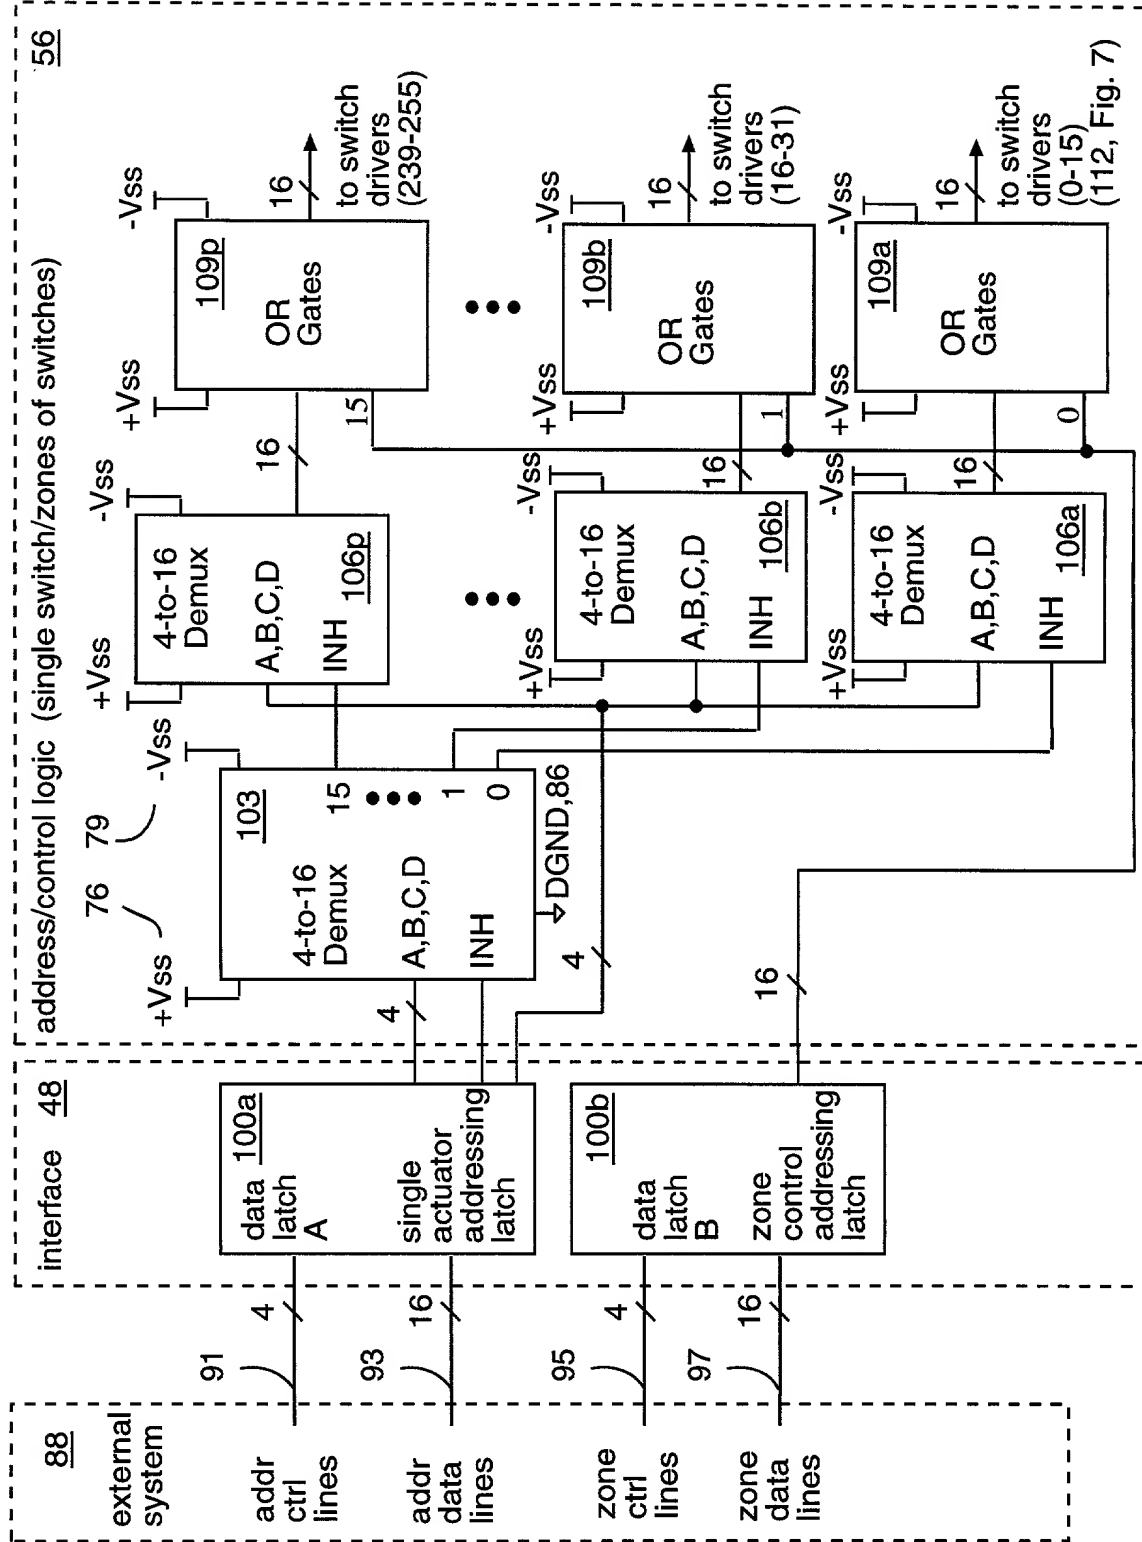 88
external
system
addr
ctrl
lines
addr
data
lines
zone
ctrl
lines
zone
data
lines
91
4
93
16
95
4
97
16
interface 48
data
latch
A
100a
single
actuator
addressing
latch
data
latch
B
100b
zone
control
addressing
latch
56
address/control logic (single switch/zones of switches)
76
79
+Vss
-Vss
4
4
16
103
4-to-16
Demux
A,B,C,D
INH
15
1
0
DGND,86
+Vss
-Vss
4-to-16
Demux
A,B,C,D
INH
106p
16
+Vss
-Vss
4-to-16
Demux
A,B,C,D
INH
106b
16
+Vss
-Vss
4-to-16
Demux
A,B,C,D
INH
106a
16
+Vss
-Vss
109p
OR
Gates
15
16
to switch
drivers
(239-255)
+Vss
-Vss
109b
OR
Gates
1
16
to switch
drivers
(16-31)
+Vss
-Vss
109a
OR
Gates
0
16
to switch
drivers
(0-15)
(112, Fig. 7)